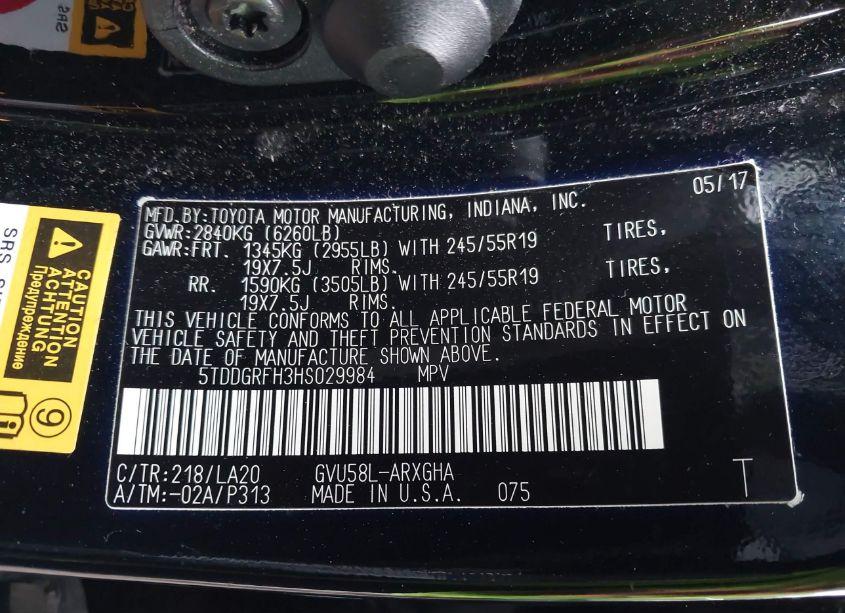 SRS
05/17
MFD.BY:TOYOTA MOTOR MANUFACTURING, INDIANA, INC.
GVWR:2840KG (6260LB)
GAWR:FRT. 1345KG (2955LB) WITH 245/55R19 TIRES,
19X7.5J RIMS.
RR. 1590KG (3505LB) WITH 245/55R19 TIRES,
19X7.5J RIMS.
THIS VEHICLE CONFORMS TO ALL APPLICABLE FEDERAL MOTOR
VEHICLE SAFETY AND THEFT PREVENTION STANDARDS IN EFFECT ON
THE DATE OF MANUFACTURE SHOWN ABOVE.
5TDDGRFH3HS029984 MPV
C/TR:218/LA20 GVU58L-ARXGHA
A/TM:-02A/P313 MADE IN U.S.A. 075
T
CAUTION
ATTENTION
ACHTUNG
Предупреждение
9
SRS